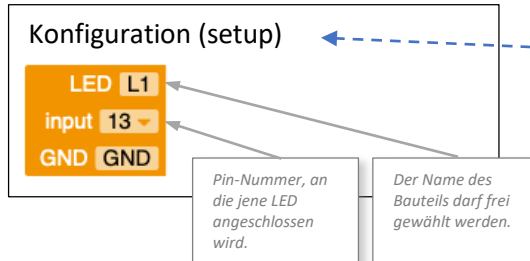 Konfiguration (setup)
LED L1
input 13
GND GND
Pin-Nummer, an
die jene LED
angeschlossen
wird.
Der Name des
Bauteils darf frei
gewählt werden.